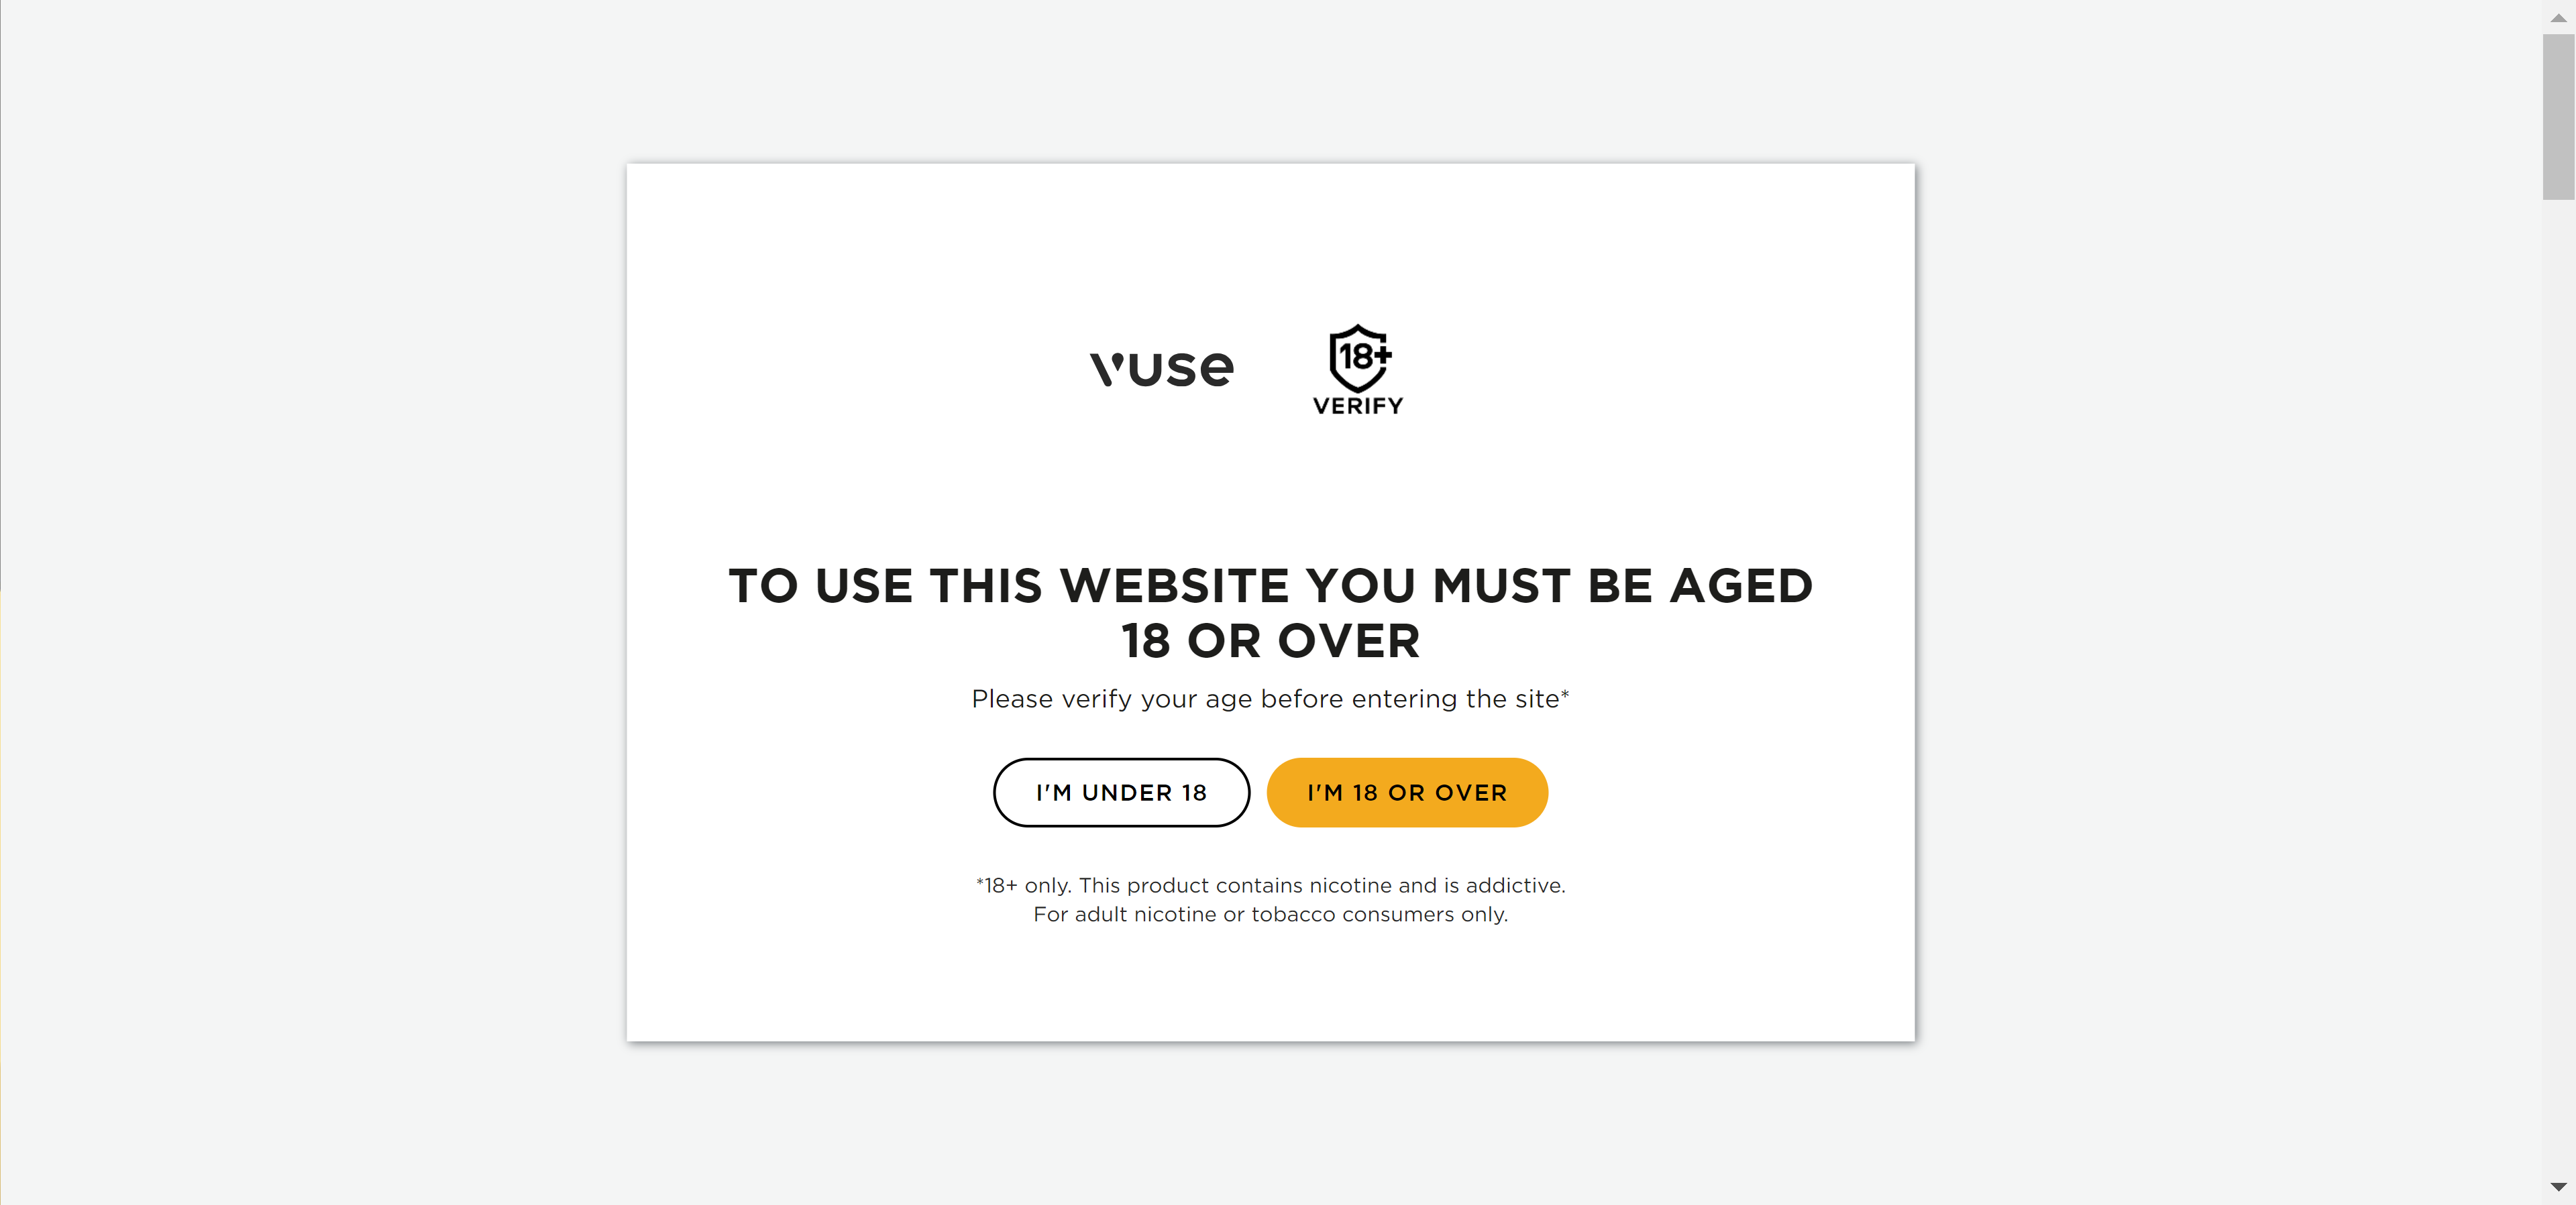 vuse
18+
VERIFY
TO USE THIS WEBSITE YOU MUST BE AGED
18 OR OVER
Please verify your age before entering the site*
I'M UNDER 18
I'M 18 OR OVER
*18+ only. This product contains nicotine and is addictive.
For adult nicotine or tobacco consumers only.